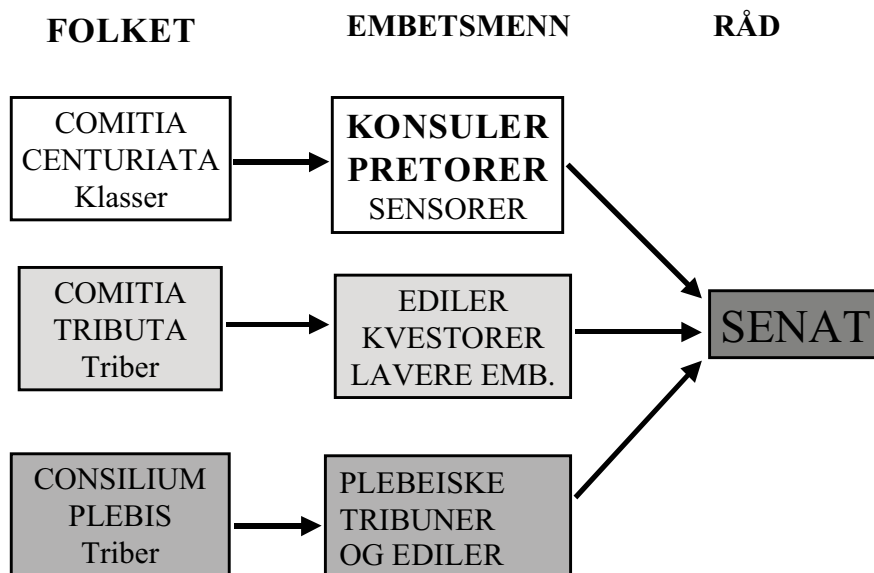 FOLKET
EMBETSMENN
RÅD
COMITIA
CENTURIATA
Klasser
KONSULER
PRETORER
SENSORER
COMITIA
TRIBUTA
Triber
EDILER
KVESTORER
LAVERE EMB.
SENAT
CONSILIUM
PLEBIS
Triber
PLEBEISKE
TRIBUNER
OG EDILER